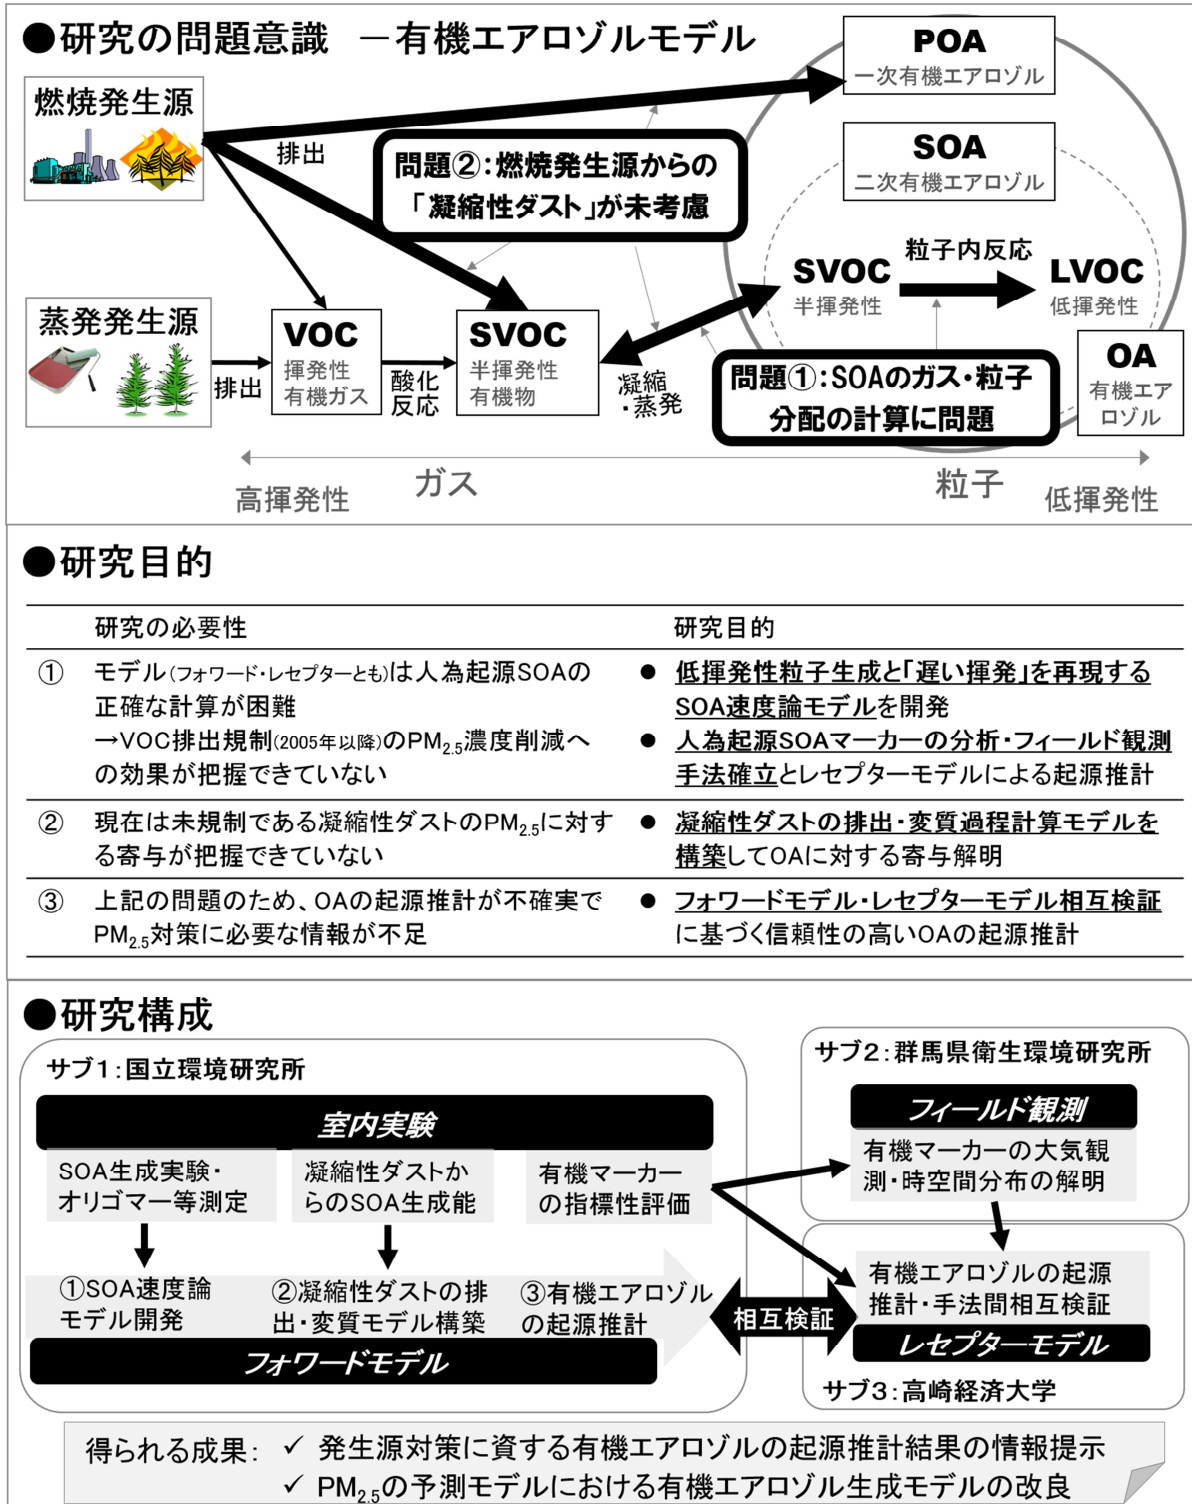 ●研究の問題意識 －有機エアロゾルモデル
燃焼発生源
排出
POA
一次有機エアロゾル
SOA
二次有機エアロゾル
問題②：燃焼発生源からの
「凝縮性ダスト」が未考慮
粒子内反応
SVOC
半揮発性
LVOC
低揮発性
蒸発発生源
排出
VOC
揮発性
有機ガス
酸化
反応
SVOC
半揮発性
有機物
凝縮
・蒸発
問題①：SOAのガス・粒子
分配の計算に問題
OA
有機エア
ロゾル
高揮発性
ガス
粒子
低揮発性
●研究目的
研究の必要性
研究目的
① モデル（フォワード・レセプターとも）は人為起源SOAの
正確な計算が困難
→VOC排出規制（2005年以降）のPM2.5濃度削減へ
の効果が把握できていない
● 低揮発性粒子生成と「遅い揮発」を再現する
SOA速度論モデルを開発
● 人為起源SOAマーカーの分析・フィールド観測
手法確立とレセプターモデルによる起源推計
② 現在は未規制である凝縮性ダストのPM2.5に対す
る寄与が把握できていない
● 凝縮性ダストの排出・変質過程計算モデルを
構築してOAに対する寄与解明
③ 上記の問題のため、OAの起源推計が不確実で
PM2.5対策に必要な情報が不足
● フォワードモデル・レセプターモデル相互検証
に基づく信頼性の高いOAの起源推計
●研究構成
サブ1：国立環境研究所
室内実験
SOA生成実験・
オリゴマー等測定
凝縮性ダストか
らのSOA生成能
有機マーカー
の指標性評価
①SOA速度論
モデル開発
②凝縮性ダストの排
出・変質モデル構築
③有機エアロゾル
の起源推計
フォワードモデル
相互検証
サブ2：群馬県衛生環境研究所
フィールド観測
有機マーカーの大気観
測・時空間分布の解明
有機エアロゾルの起源
推計・手法間相互検証
レセプターモデル
サブ3：高崎経済大学
得られる成果： ✓ 発生源対策に資する有機エアロゾルの起源推計結果の情報提示
✓ PM2.5の予測モデルにおける有機エアロゾル生成モデルの改良